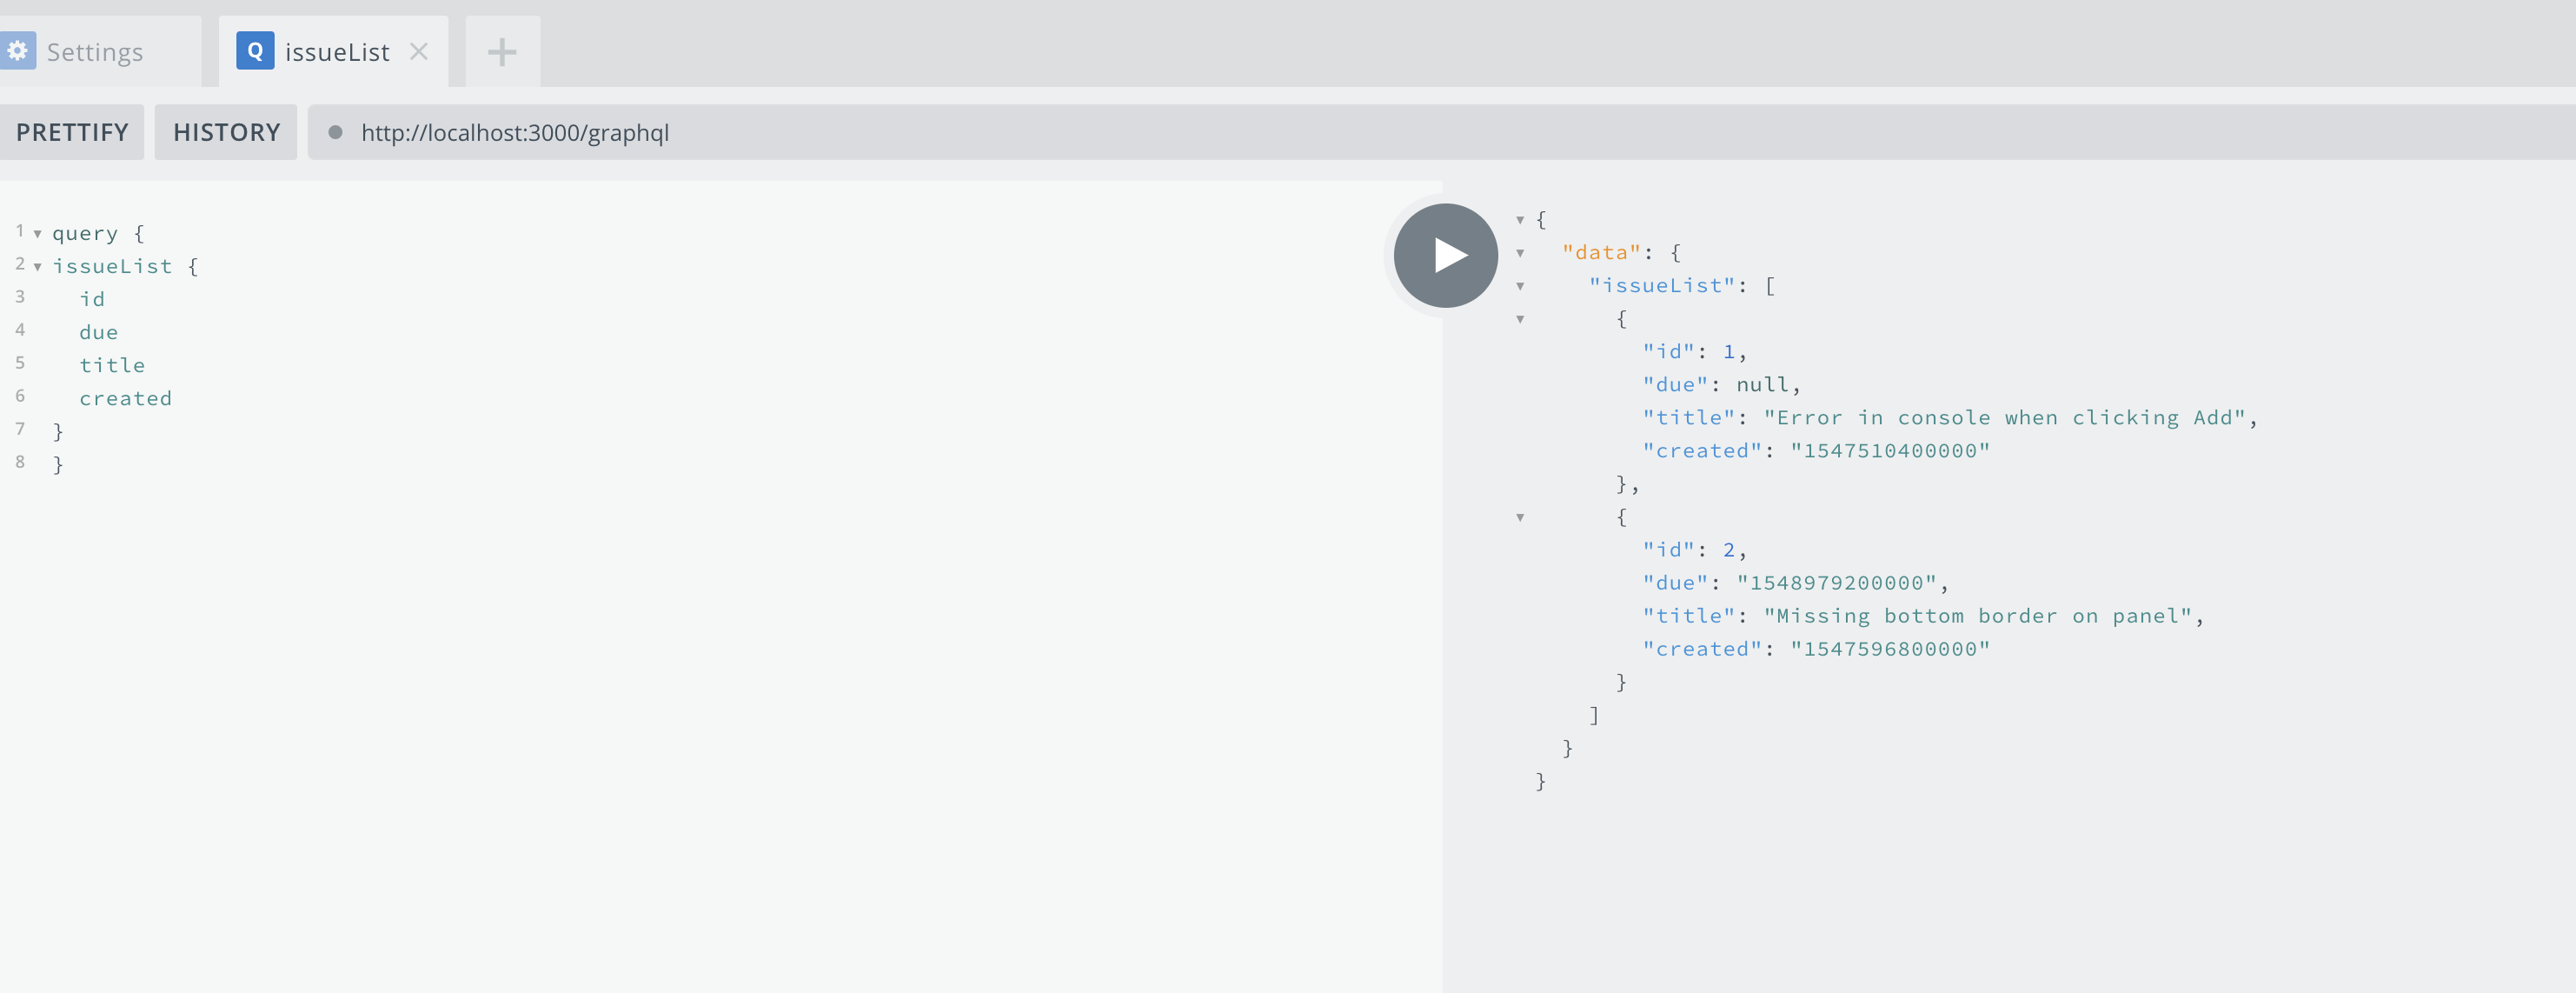 Settings
Q issueList
PRETTIFY HISTORY http://localhost:3000/graphql
1 query {
2 issueList {
3 id
4 due
5 title
6 created
7 }
8 }
{
"data": {
"issueList": [
{
"id": 1,
"due": null,
"title": "Error in console when clicking Add",
"created": "1547510400000"
},
{
"id": 2,
"due": "1548979200000",
"title": "Missing bottom border on panel",
"created": "1547596800000"
}
]
}
}